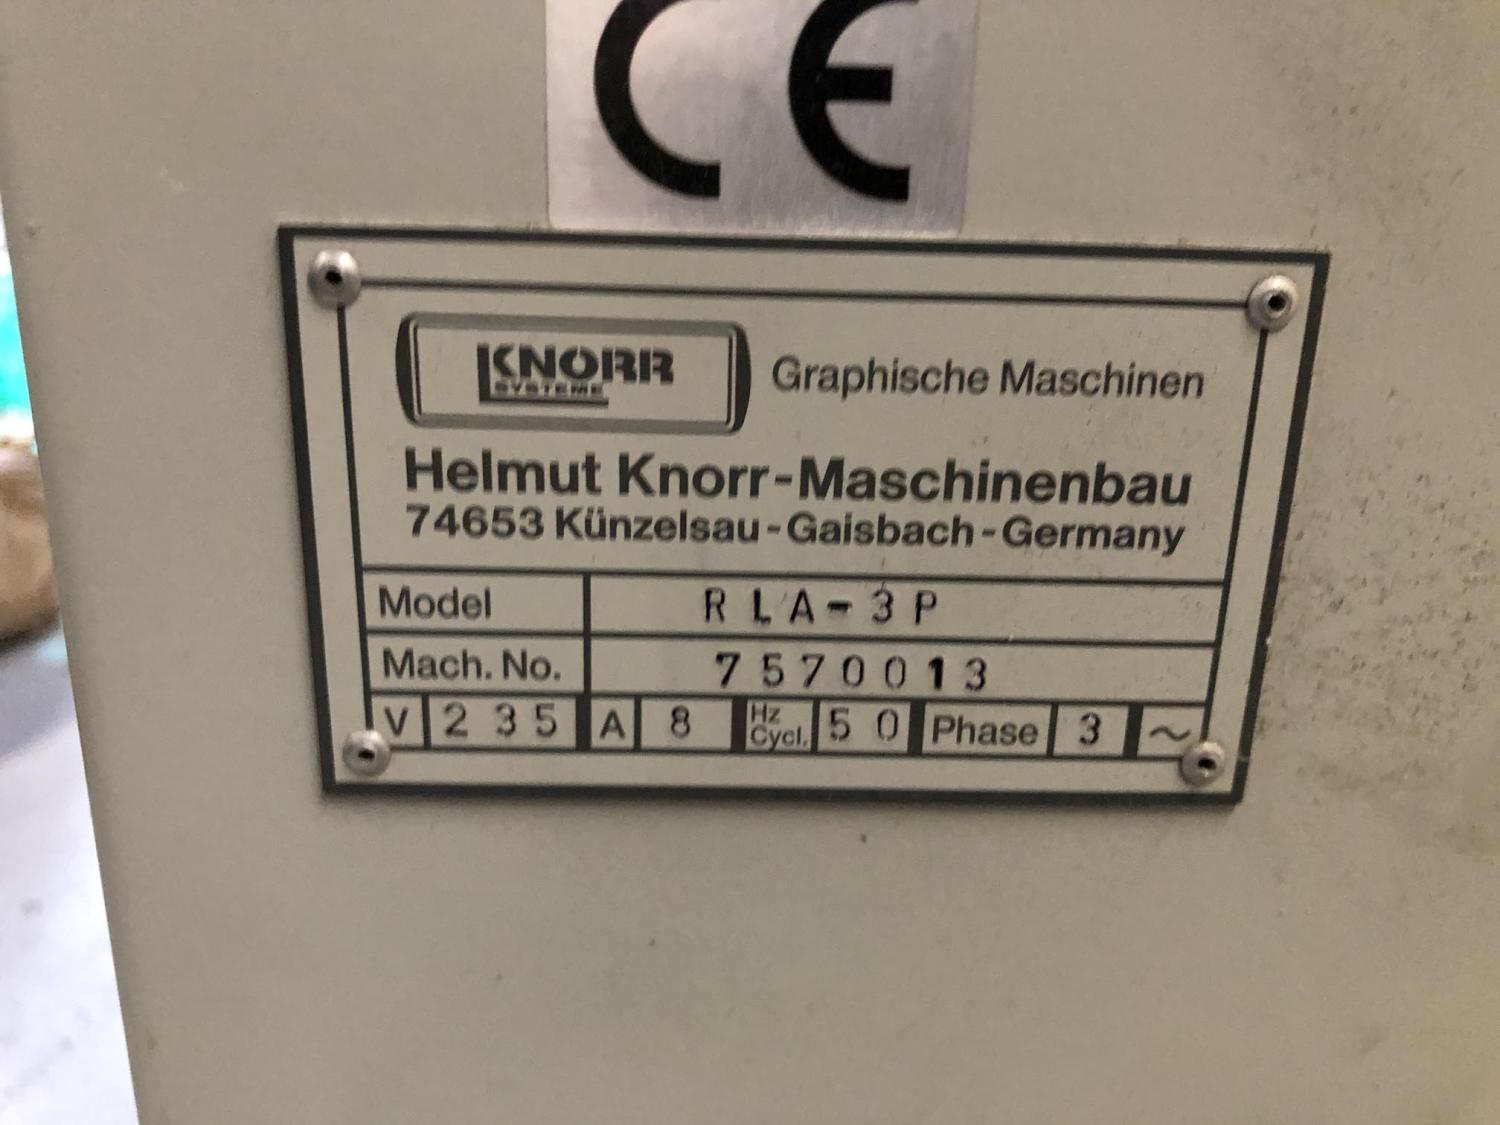 CE
KNORR
SYSTEME
Graphische Maschinen
Helmut Knorr-Maschinenbau
74653 Künzelsau-Gaisbach-Germany
Model RLA-3P
Mach. No. 7570013
V 235 A 8 Hz Cycl. 50 Phase 3 ~